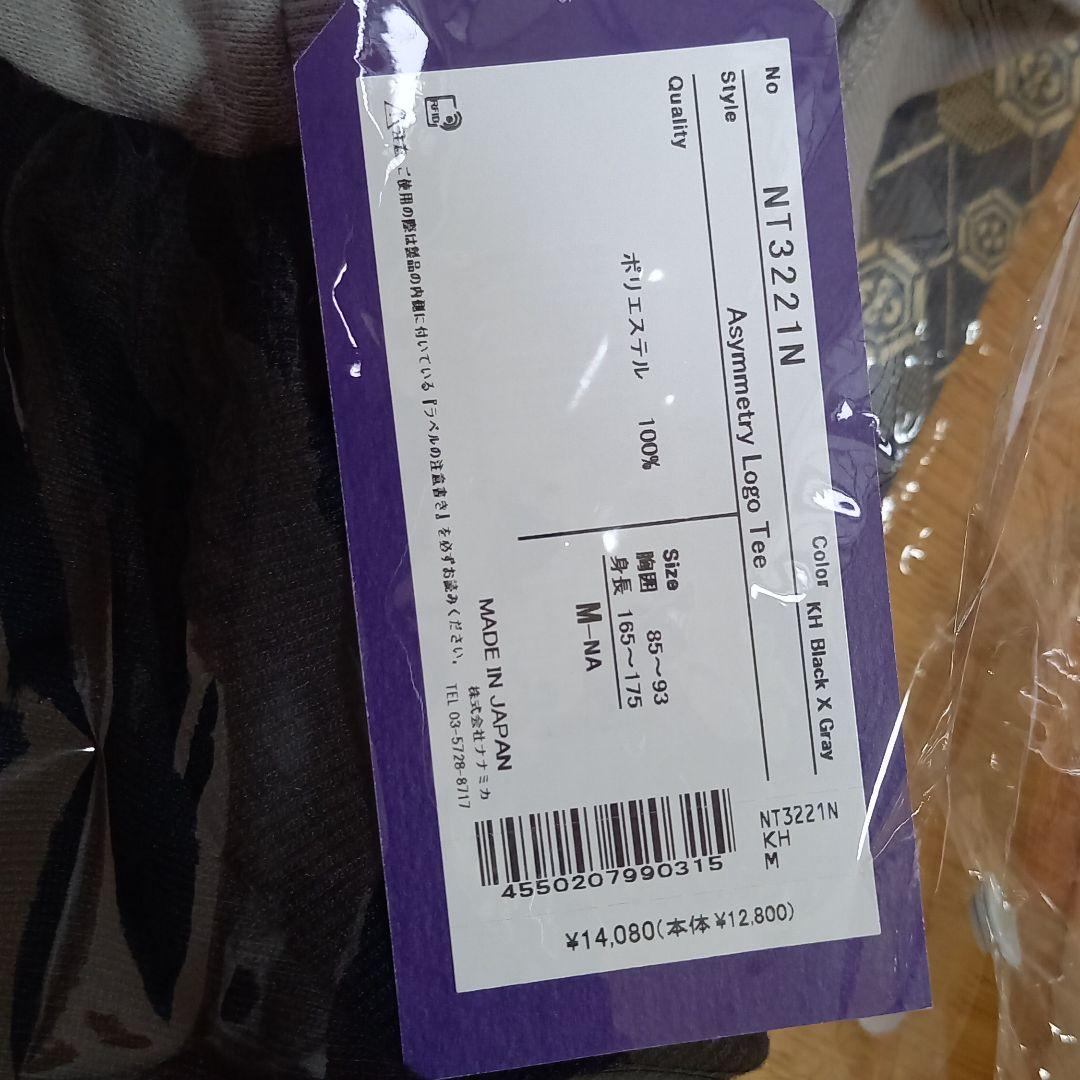 No NT3221N Color KH Black X Gray
Style Asymmetry Logo Tee
Quality
ポリエステル 100%
Size
胸囲 85～93
身長 165～175
M-NA
MADE IN JAPAN
株式会社ナナミカ
TEL 03-5728-8717
RFID
ご使用の際は製品の内側に付いている『ラベルの注意書き』を必ずお読みください。
NT3221N
KH
M
4550207990315
¥14,080(本体¥12,800)